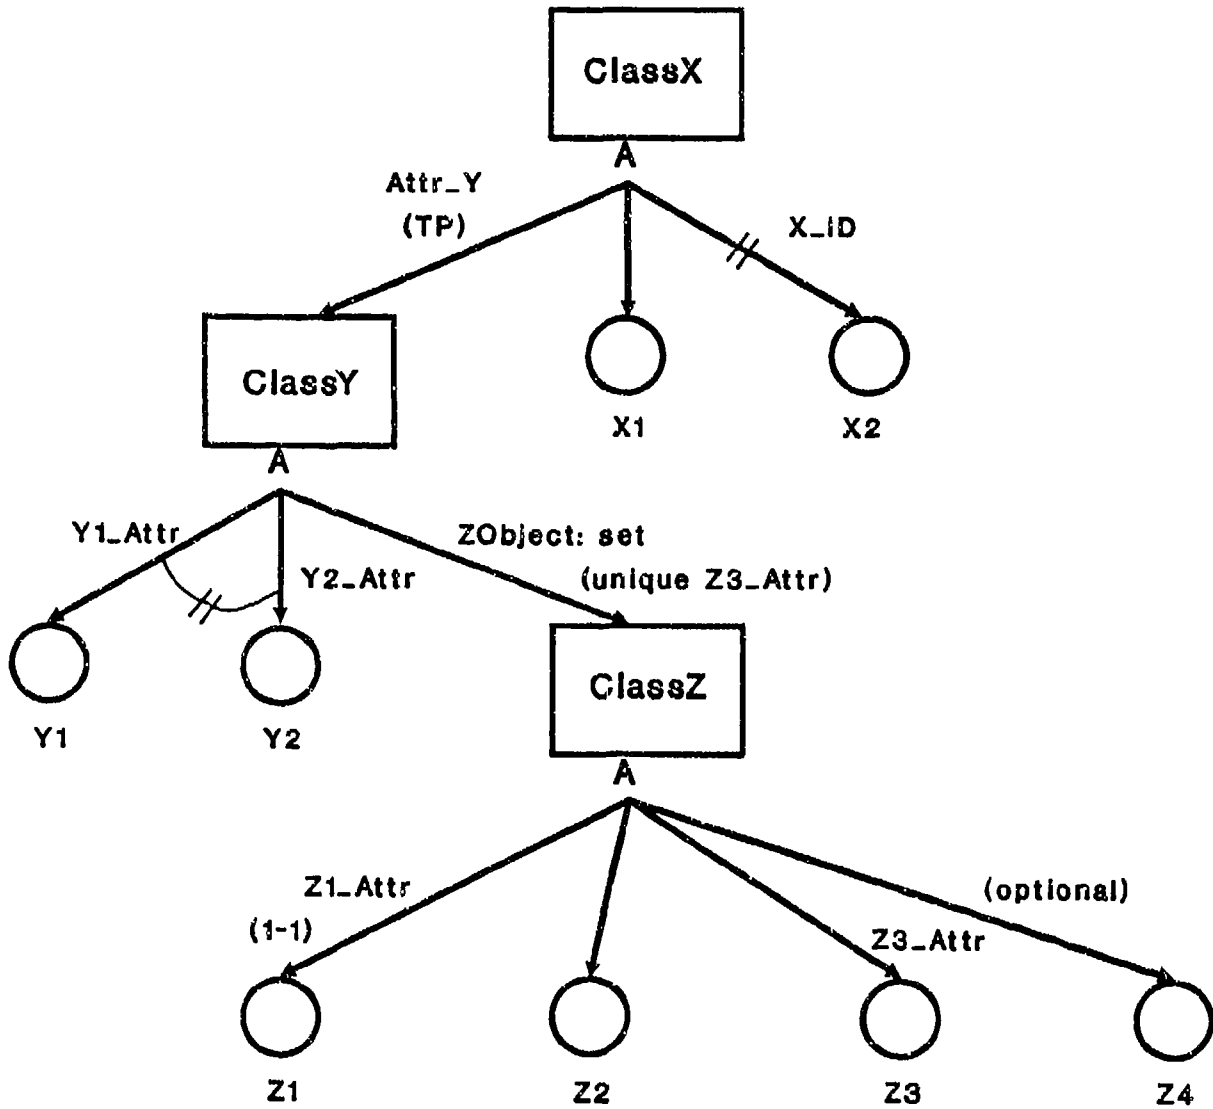 ClassX
A
Attr_Y
(TP)
X_ID
ClassY
X1
X2
A
Y1_Attr
ZObject: set
Y2_Attr
(unique Z3_Attr)
ClassZ
Y1
Y2
A
Z1_Attr
(optional)
(1-1)
Z3_Attr
Z1
Z2
Z3
Z4